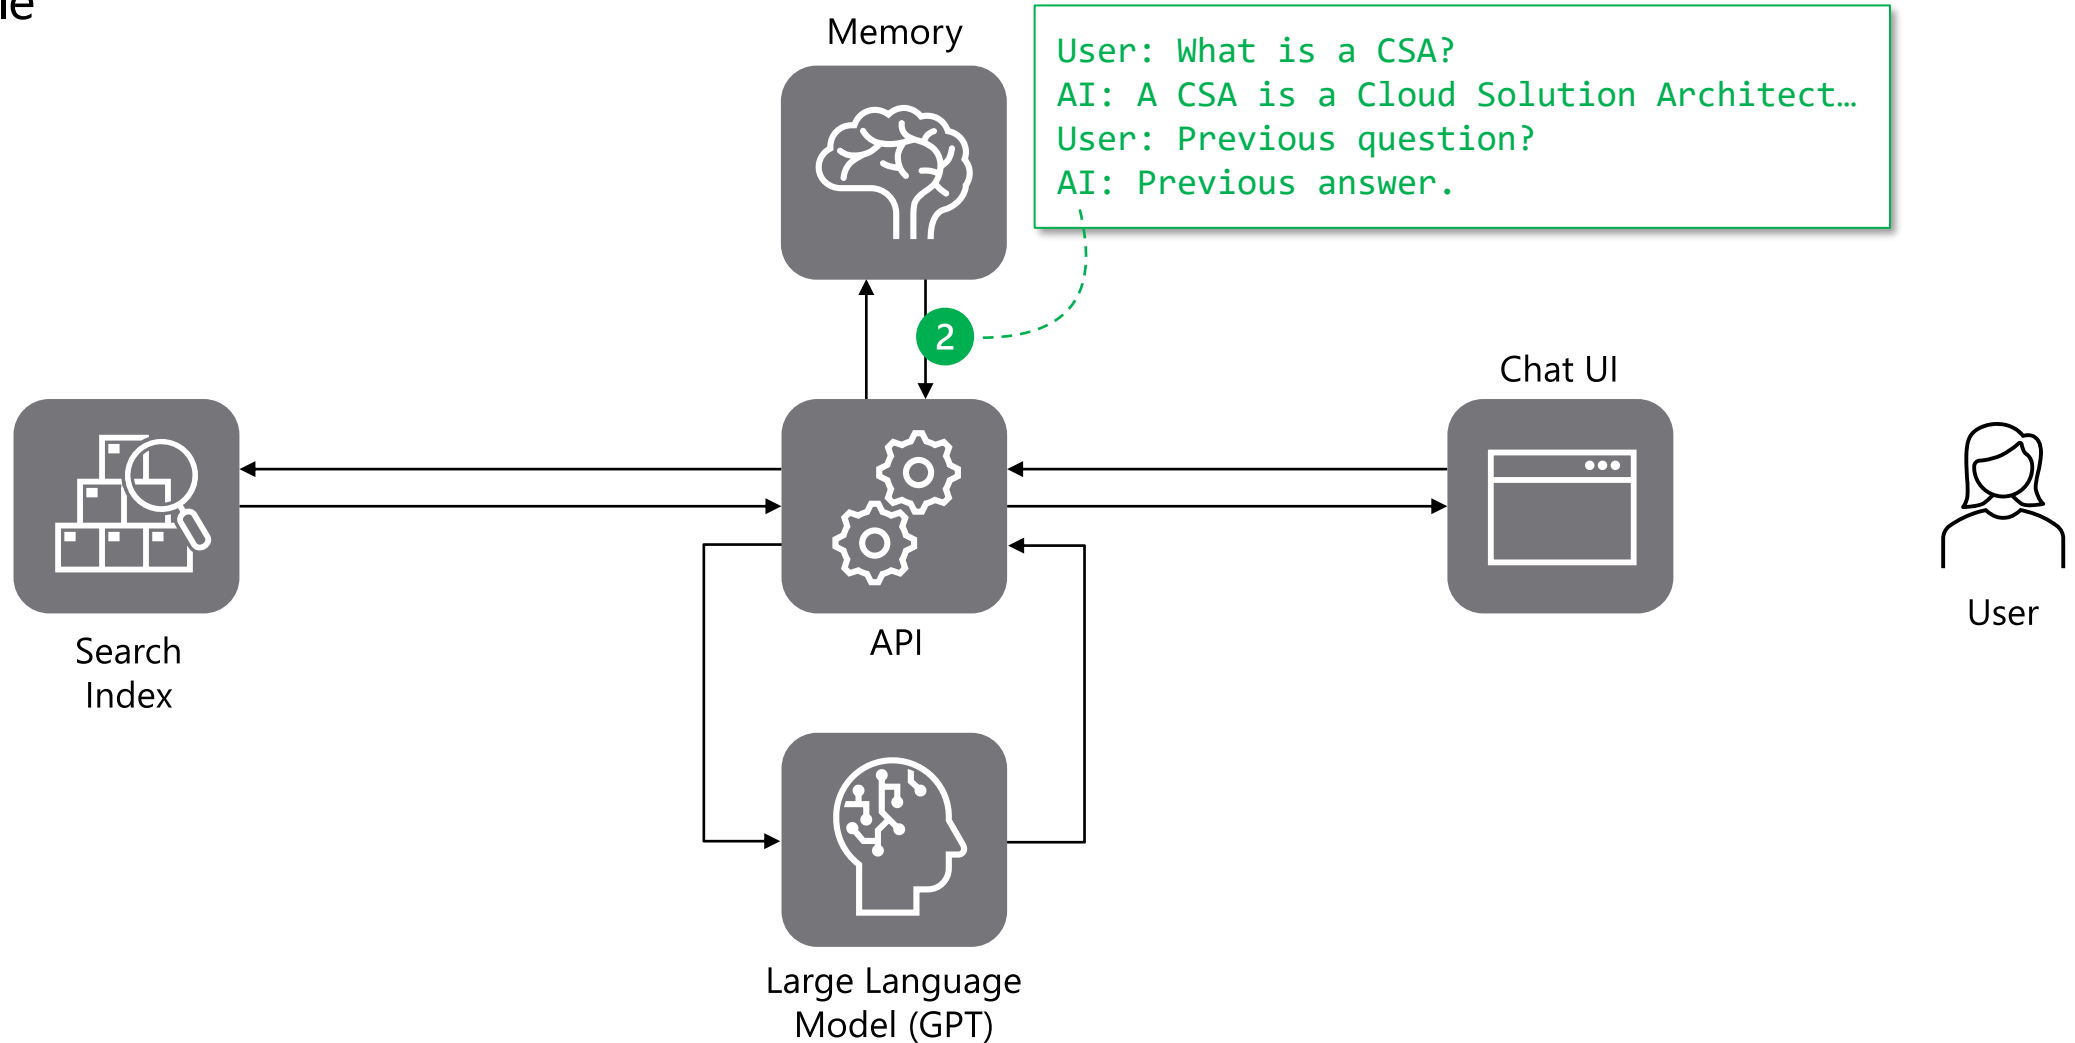 Memory
User: What is a CSA?
AI: A CSA is a Cloud Solution Architect…
User: Previous question?
AI: Previous answer.
2
Chat UI
User
API
Search
Index
Large Language
Model (GPT)